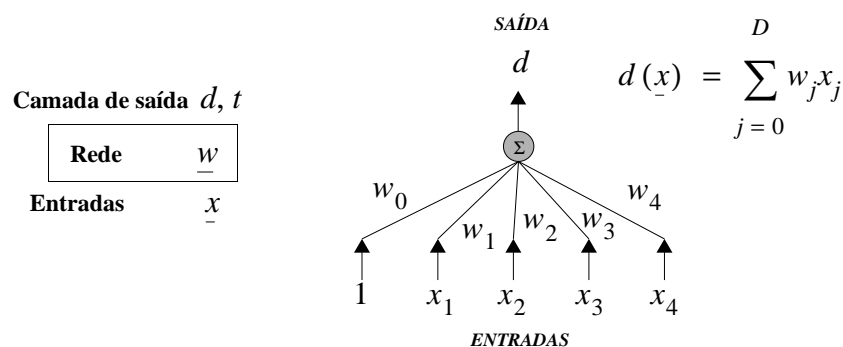 SAÍDA
d
D
d (x) = Σ w_j x_j
j = 0
Camada de saída d, t
Rede w
Entradas x
Σ
w_0
w_1
w_2
w_3
w_4
1 x_1 x_2 x_3 x_4
ENTRADAS